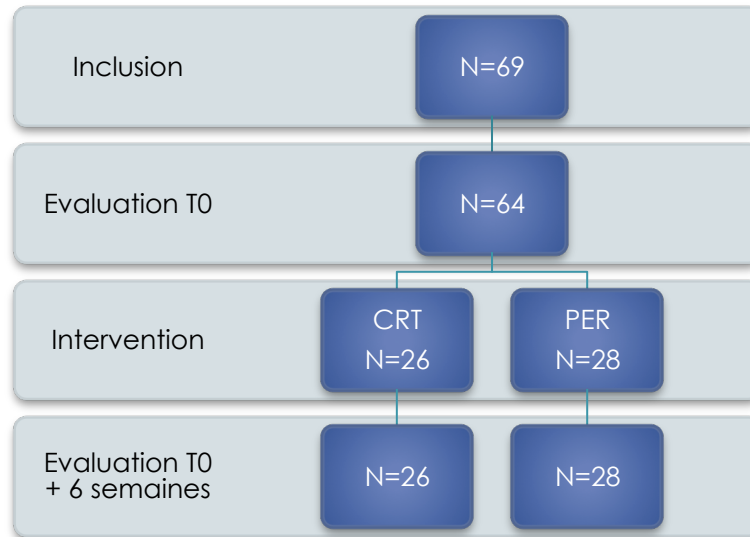 Inclusion
N=69
Evaluation T0
N=64
Intervention
CRT
N=26
PER
N=28
Evaluation T0
+ 6 semaines
N=26
N=28